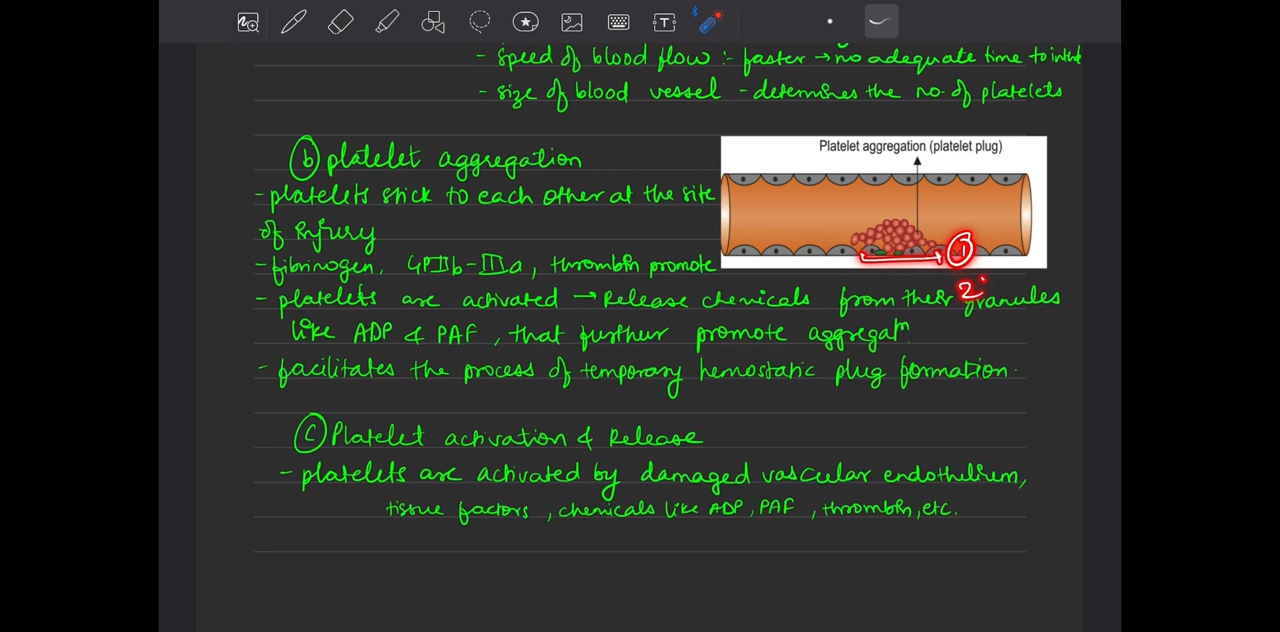 - speed of blood flow :- faster → no adequate time to
- size of blood vessel - determines the no. of platelets
ⓑ platelet aggregation
Platelet aggregation (platelet plug)
- platelets stick to each other at the site
of injury
- fibrinogen, GPIIb-IIIa, thrombin promote
1
2
- platelets are activated → Release chemicals from their granules
like ADP & PAF, that further promote aggregatn.
- facilitates the process of temporary hemostatic plug formation.
ⓒ Platelet activation & Release
- platelets are activated by damaged vascular endothelium,
tissue factors, chemicals like ADP, PAF, thrombin, etc.